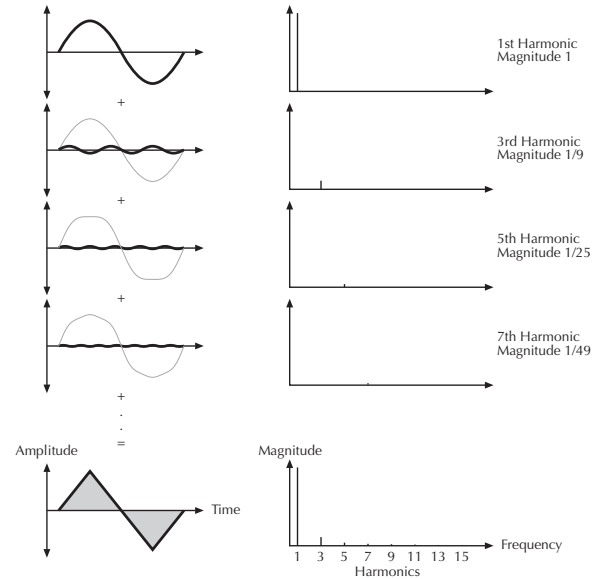 1st Harmonic
Magnitude 1
+
3rd Harmonic
Magnitude 1/9
+
5th Harmonic
Magnitude 1/25
+
7th Harmonic
Magnitude 1/49
+
.
.
=
Amplitude
Time
Magnitude
Frequency
1 3 5 7 9 11 13 15
Harmonics